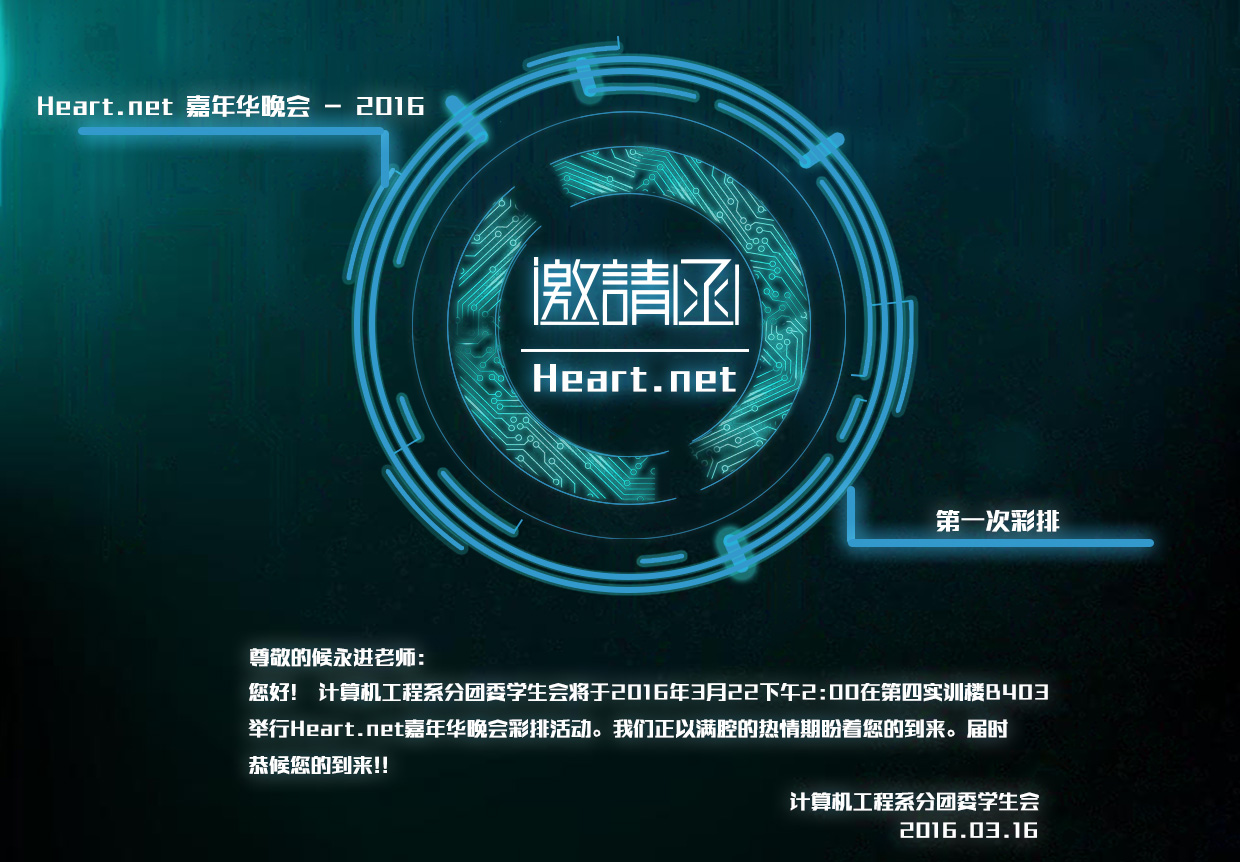 Heart.net 嘉年华晚会 - 2016
邀請函
Heart.net
第一次彩排
尊敬的候永进老师：
您好！ 计算机工程系分团委学生会将于2016年3月22下午2:00在第四实训楼B403
举行Heart.net嘉年华晚会彩排活动。我们正以满腔的热情期盼着您的到来。届时
恭候您的到来!!
计算机工程系分团委学生会
2016.03.16